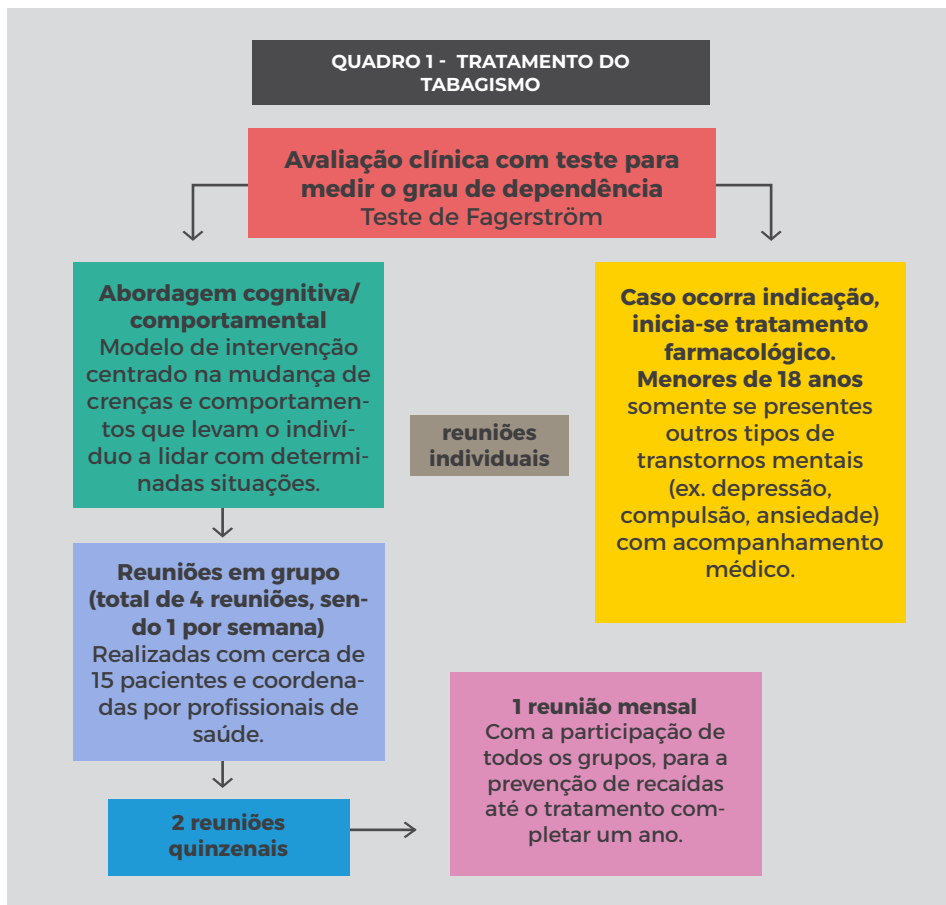 QUADRO 1 -  TRATAMENTO DO
TABAGISMO
Avaliação clínica com teste para
medir o grau de dependência
Teste de Fagerström
Abordagem cognitiva/
comportamental
Modelo de intervenção
centrado na mudança de
crenças e comportamen-
tos que levam o indiví-
duo a lidar com determi-
nadas situações.
reuniões
individuais
Caso ocorra indicação,
inicia-se tratamento
farmacológico.
Menores de 18 anos
somente se presentes
outros tipos de
transtornos mentais
(ex. depressão,
compulsão, ansiedade)
com acompanhamento
médico.
Reuniões em grupo
(total de 4 reuniões, sen-
do 1 por semana)
Realizadas com cerca de
15 pacientes e coordena-
das por profissionais de
saúde.
2 reuniões
quinzenais
1 reunião mensal
Com a participação de
todos os grupos, para a
prevenção de recaídas
até o tratamento com-
pletar um ano.